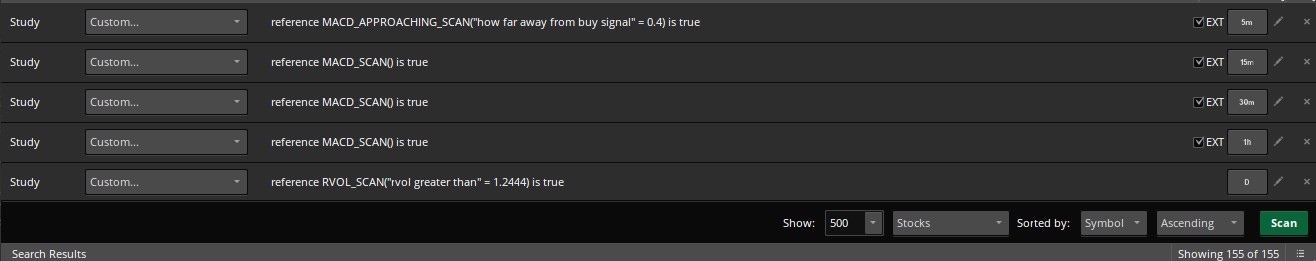 Study Custom... reference MACD_APPROACHING_SCAN("how far away from buy signal" = 0.4) is true EXT 5m
Study Custom... reference MACD_SCAN() is true EXT 15m
Study Custom... reference MACD_SCAN() is true EXT 30m
Study Custom... reference MACD_SCAN() is true EXT 1h
Study Custom... reference RVOL_SCAN("rvol greater than" = 1.2444) is true D
Show: 500 Stocks Sorted by: Symbol Ascending Scan
Search Results Showing 155 of 155